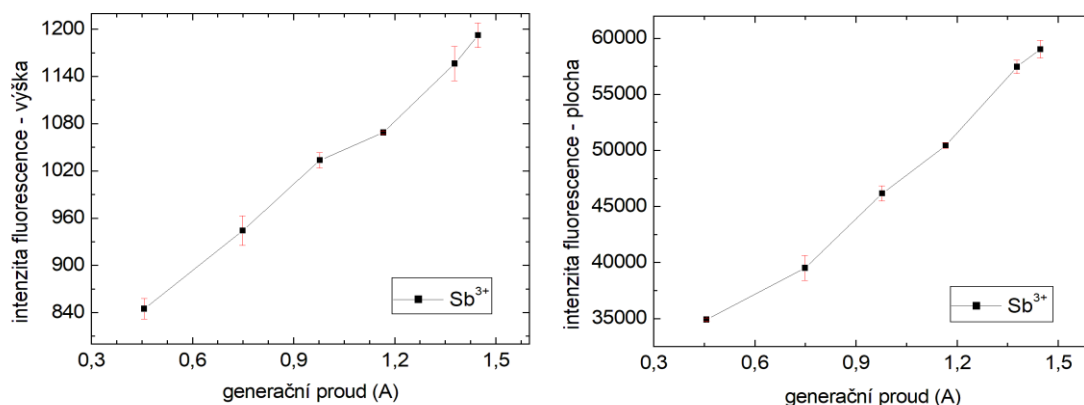 intenzita fluorescence - výška
1200
1140
1080
1020
960
900
840
0,3 0,6 0,9 1,2 1,5
generační proud (A)
Sb³⁺
intenzita fluorescence - plocha
60000
55000
50000
45000
40000
35000
0,3 0,6 0,9 1,2 1,5
generační proud (A)
Sb³⁺